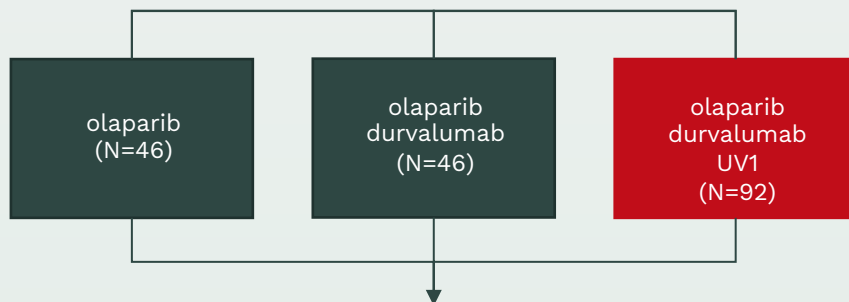 olaparib
(N=46)
olaparib
durvalumab
(N=46)
olaparib
durvalumab
UV1
(N=92)